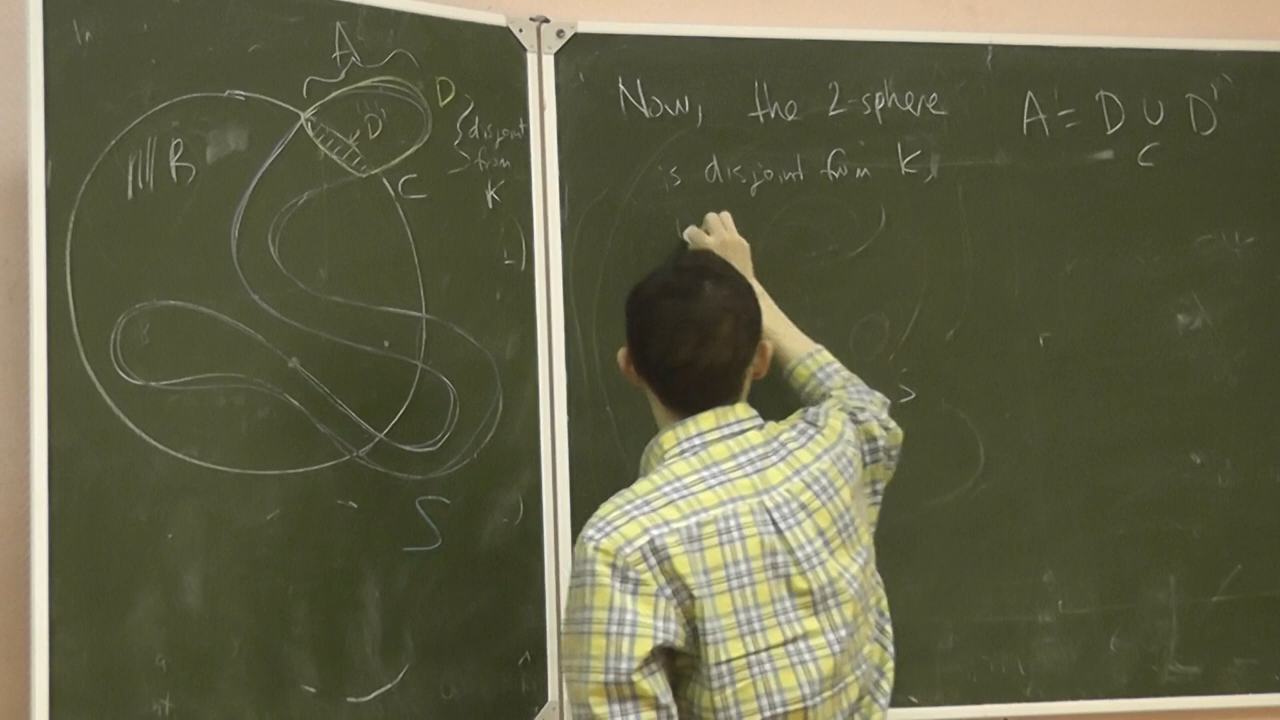 A
D
D'
||| B
disjoint
from
K
C
S
Now, the 2-sphere A' = D ∪ D'
C
is disjoint from K,